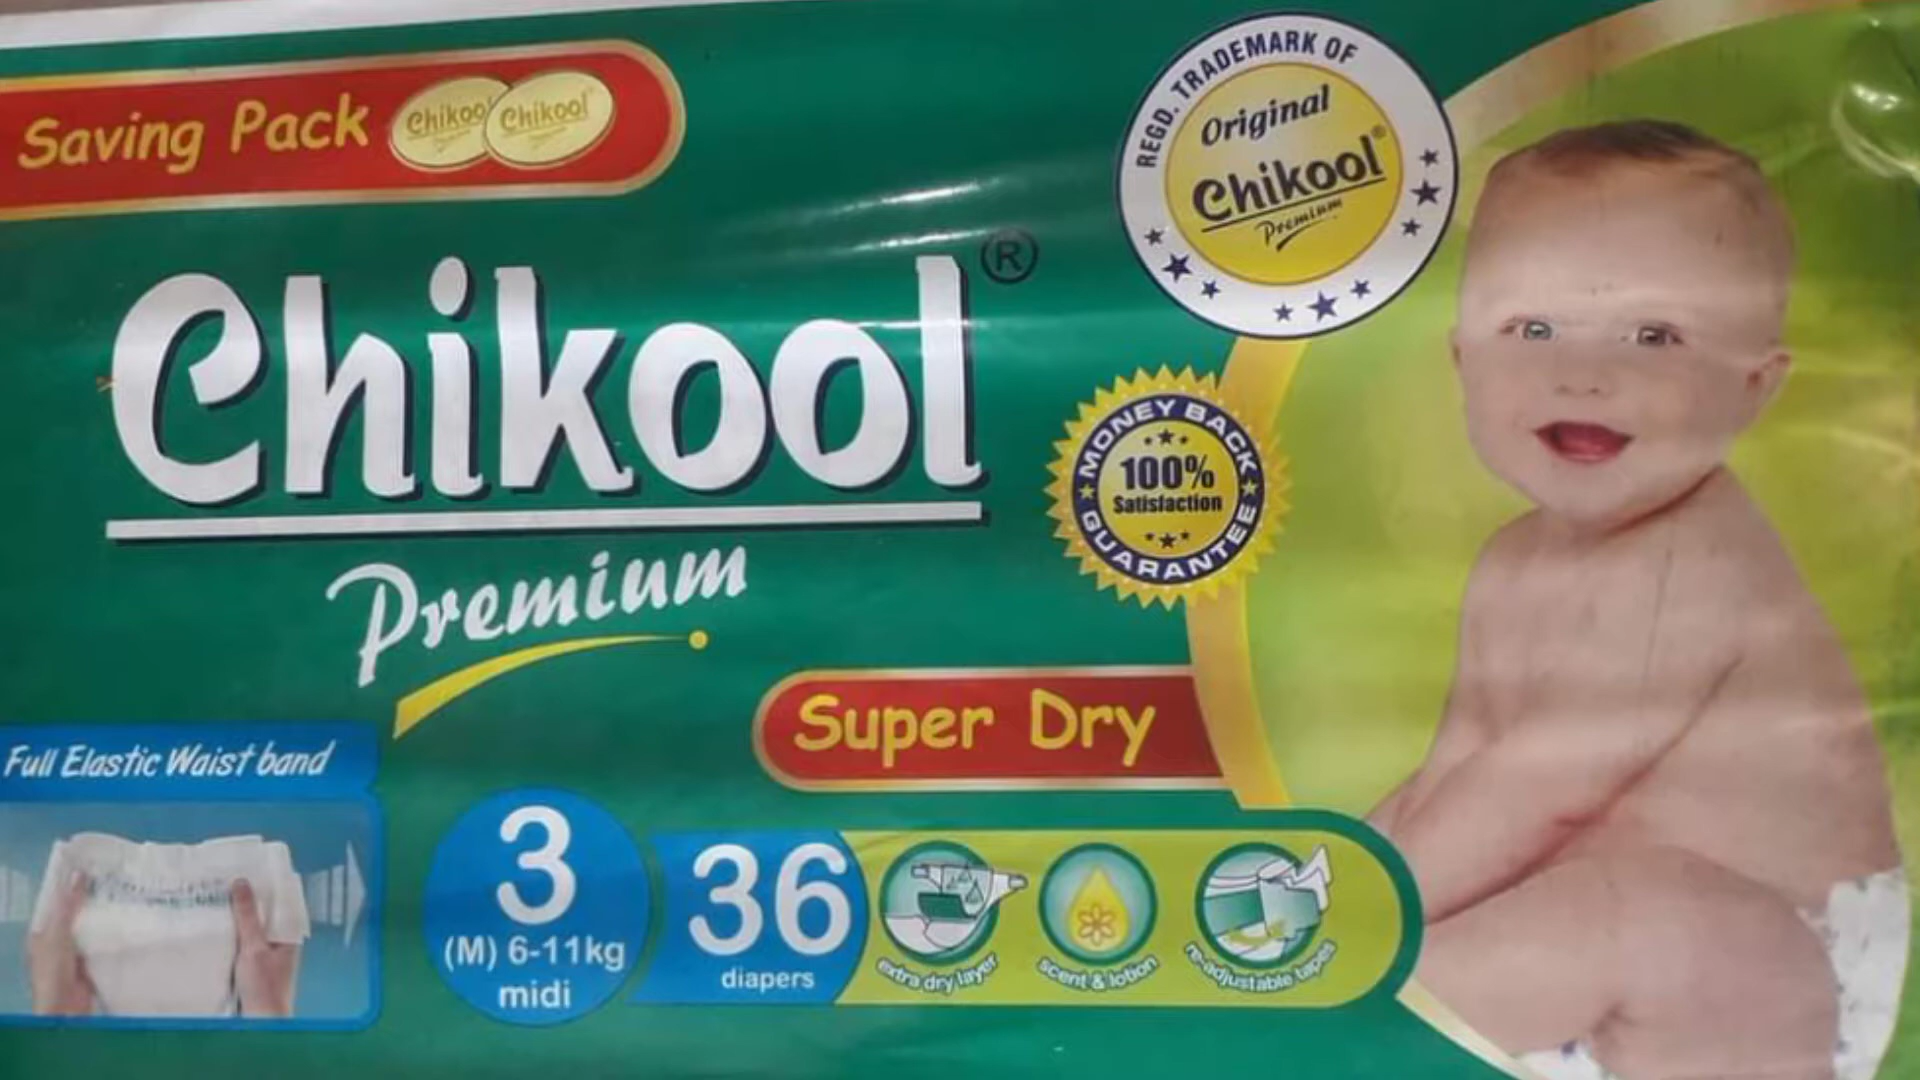 Saving Pack
Chikool
Chikool
REGD. TRADEMARK OF
Original
Chikool®
Premium
Chikool®
Premium
MONEY BACK
100%
Satisfaction
GUARANTEE
Super Dry
Full Elastic Waist band
3
(M) 6-11kg
midi
36
diapers
extra dry layer
scent & lotion
re-adjustable tapes